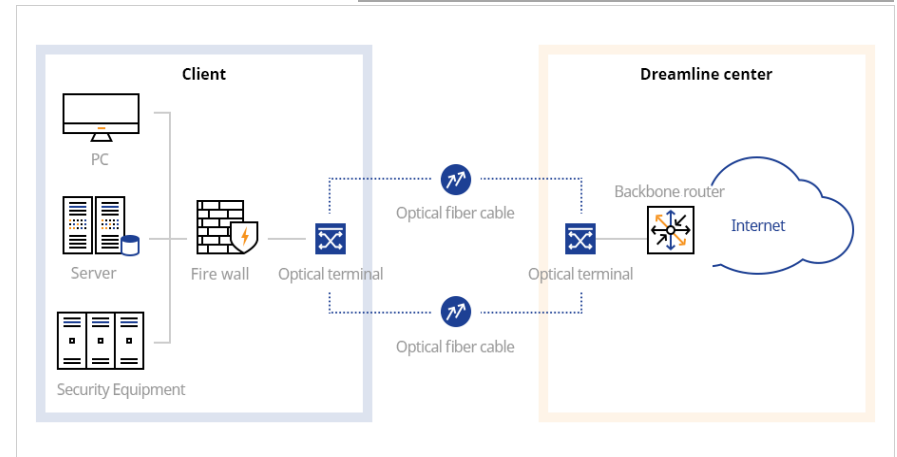 Client
Dreamline center
PC
Optical fiber cable
Backbone router
Internet
Server
Fire wall
Optical terminal
Optical terminal
Optical fiber cable
Security Equipment